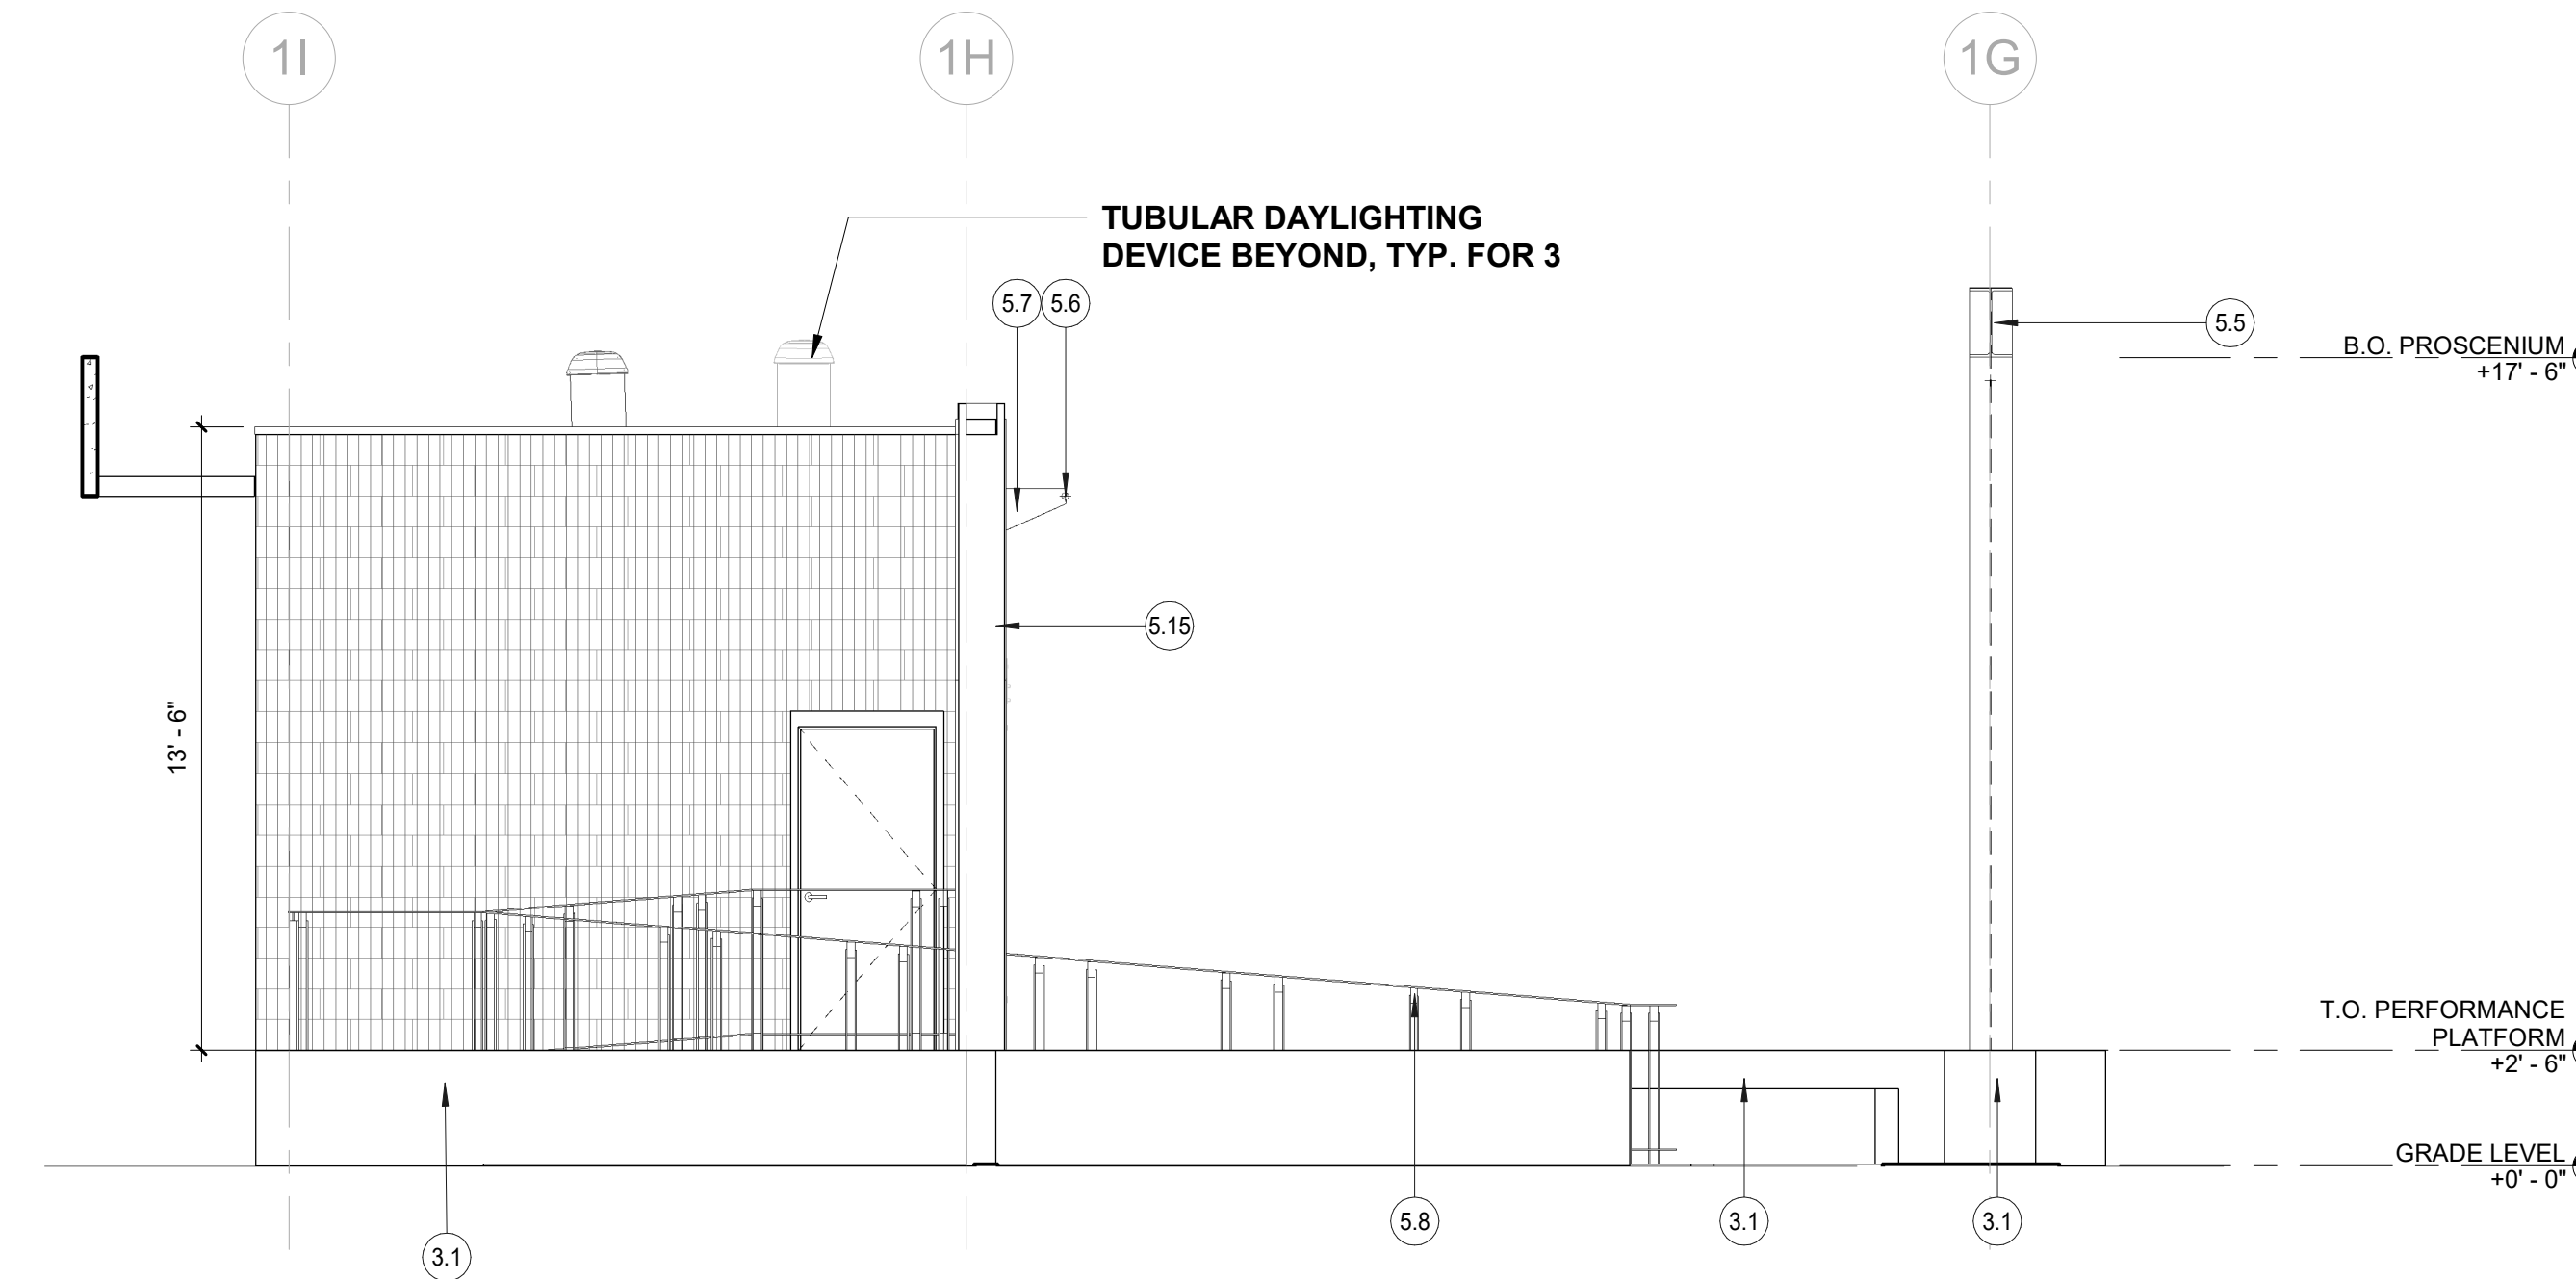 1I
1H
1G
TUBULAR DAYLIGHTING
DEVICE BEYOND, TYP. FOR 3
5.7
5.6
5.5
B.O. PROSCENIUM
+17' - 6"
5.15
13' - 6"
T.O. PERFORMANCE
PLATFORM
+2' - 6"
GRADE LEVEL
+0' - 0"
5.8
3.1
3.1
3.1